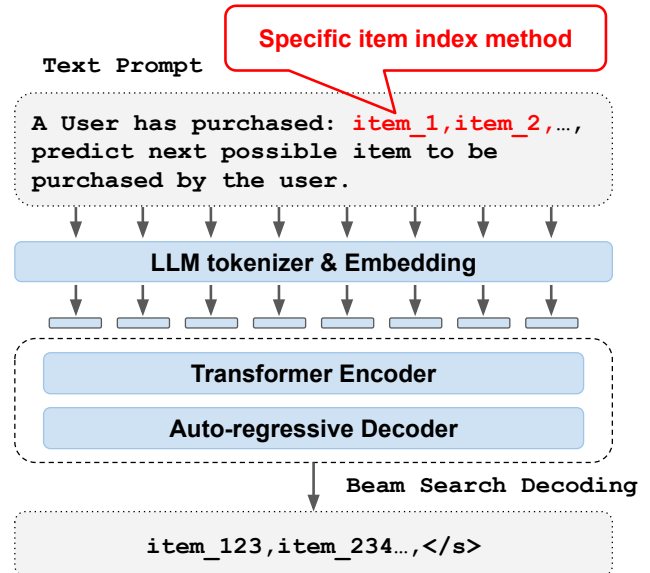 Specific item index method
Text Prompt
A User has purchased: item_1,item_2,…,
predict next possible item to be
purchased by the user.
LLM tokenizer & Embedding
Transformer Encoder
Auto-regressive Decoder
Beam Search Decoding
item_123,item_234…,</s>